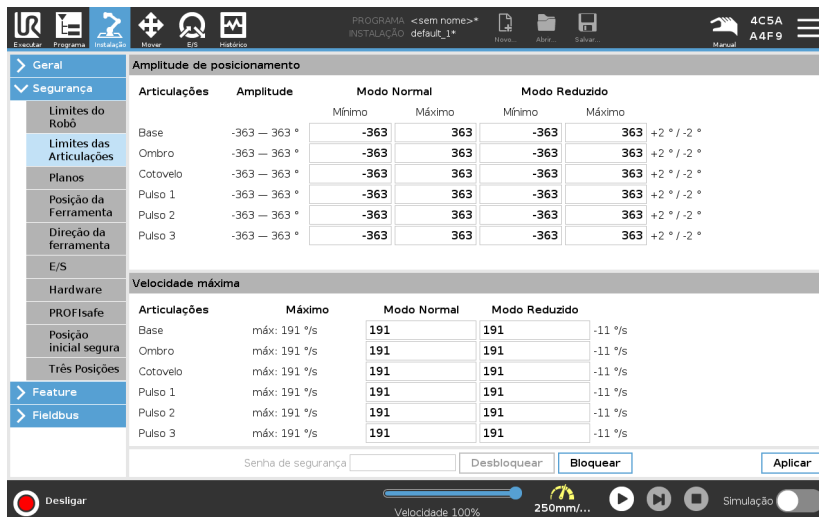 UR
Executar Programa Instalação Mover E/S Histórico
PROGRAMA <sem nome>*
INSTALAÇÃO default_1*
Novo... Abrir... Salvar...
Manual
4C5A
A4F9
Geral
Segurança
Limites do
Robô
Limites das
Articulações
Planos
Posição da
Ferramenta
Direção da
ferramenta
E/S
Hardware
PROFIsafe
Posição
inicial segura
Três Posições
Feature
Fieldbus
Amplitude de posicionamento
Articulações Amplitude Modo Normal Modo Reduzido
Mínimo Máximo Mínimo Máximo
Base -363 — 363 ° -363 363 -363 363 +2 ° / -2 °
Ombro -363 — 363 ° -363 363 -363 363 +2 ° / -2 °
Cotovelo -363 — 363 ° -363 363 -363 363 +2 ° / -2 °
Pulso 1 -363 — 363 ° -363 363 -363 363 +2 ° / -2 °
Pulso 2 -363 — 363 ° -363 363 -363 363 +2 ° / -2 °
Pulso 3 -363 — 363 ° -363 363 -363 363 +2 ° / -2 °
Velocidade máxima
Articulações Máximo Modo Normal Modo Reduzido
Base máx: 191 °/s 191 191 -11 °/s
Ombro máx: 191 °/s 191 191 -11 °/s
Cotovelo máx: 191 °/s 191 191 -11 °/s
Pulso 1 máx: 191 °/s 191 191 -11 °/s
Pulso 2 máx: 191 °/s 191 191 -11 °/s
Pulso 3 máx: 191 °/s 191 191 -11 °/s
Senha de segurança Desbloquear Bloquear Aplicar
Desligar
Velocidade 100%
250mm/...
Simulação